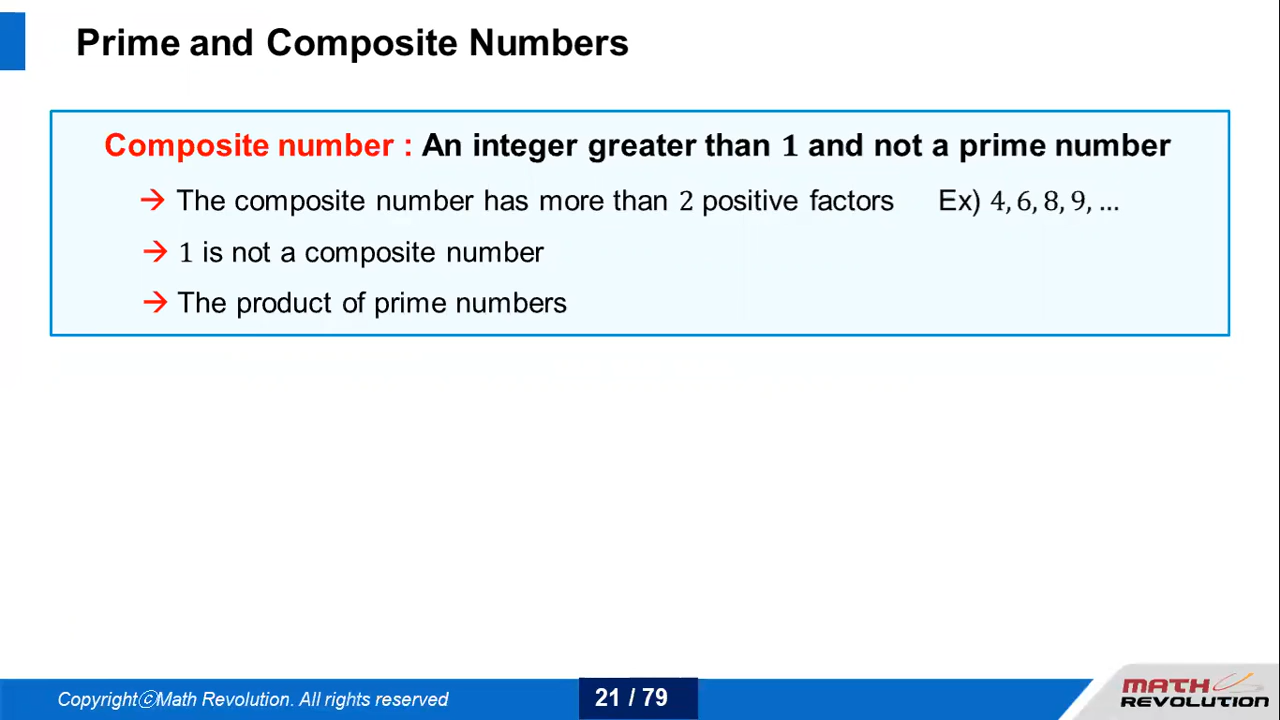 Prime and Composite Numbers
Composite number : An integer greater than 1 and not a prime number
→ The composite number has more than 2 positive factors Ex) 4, 6, 8, 9, ...
→ 1 is not a composite number
→ The product of prime numbers
Copyrightⓒ Math Revolution. All rights reserved
21 / 79
MATH
REVOLUTION